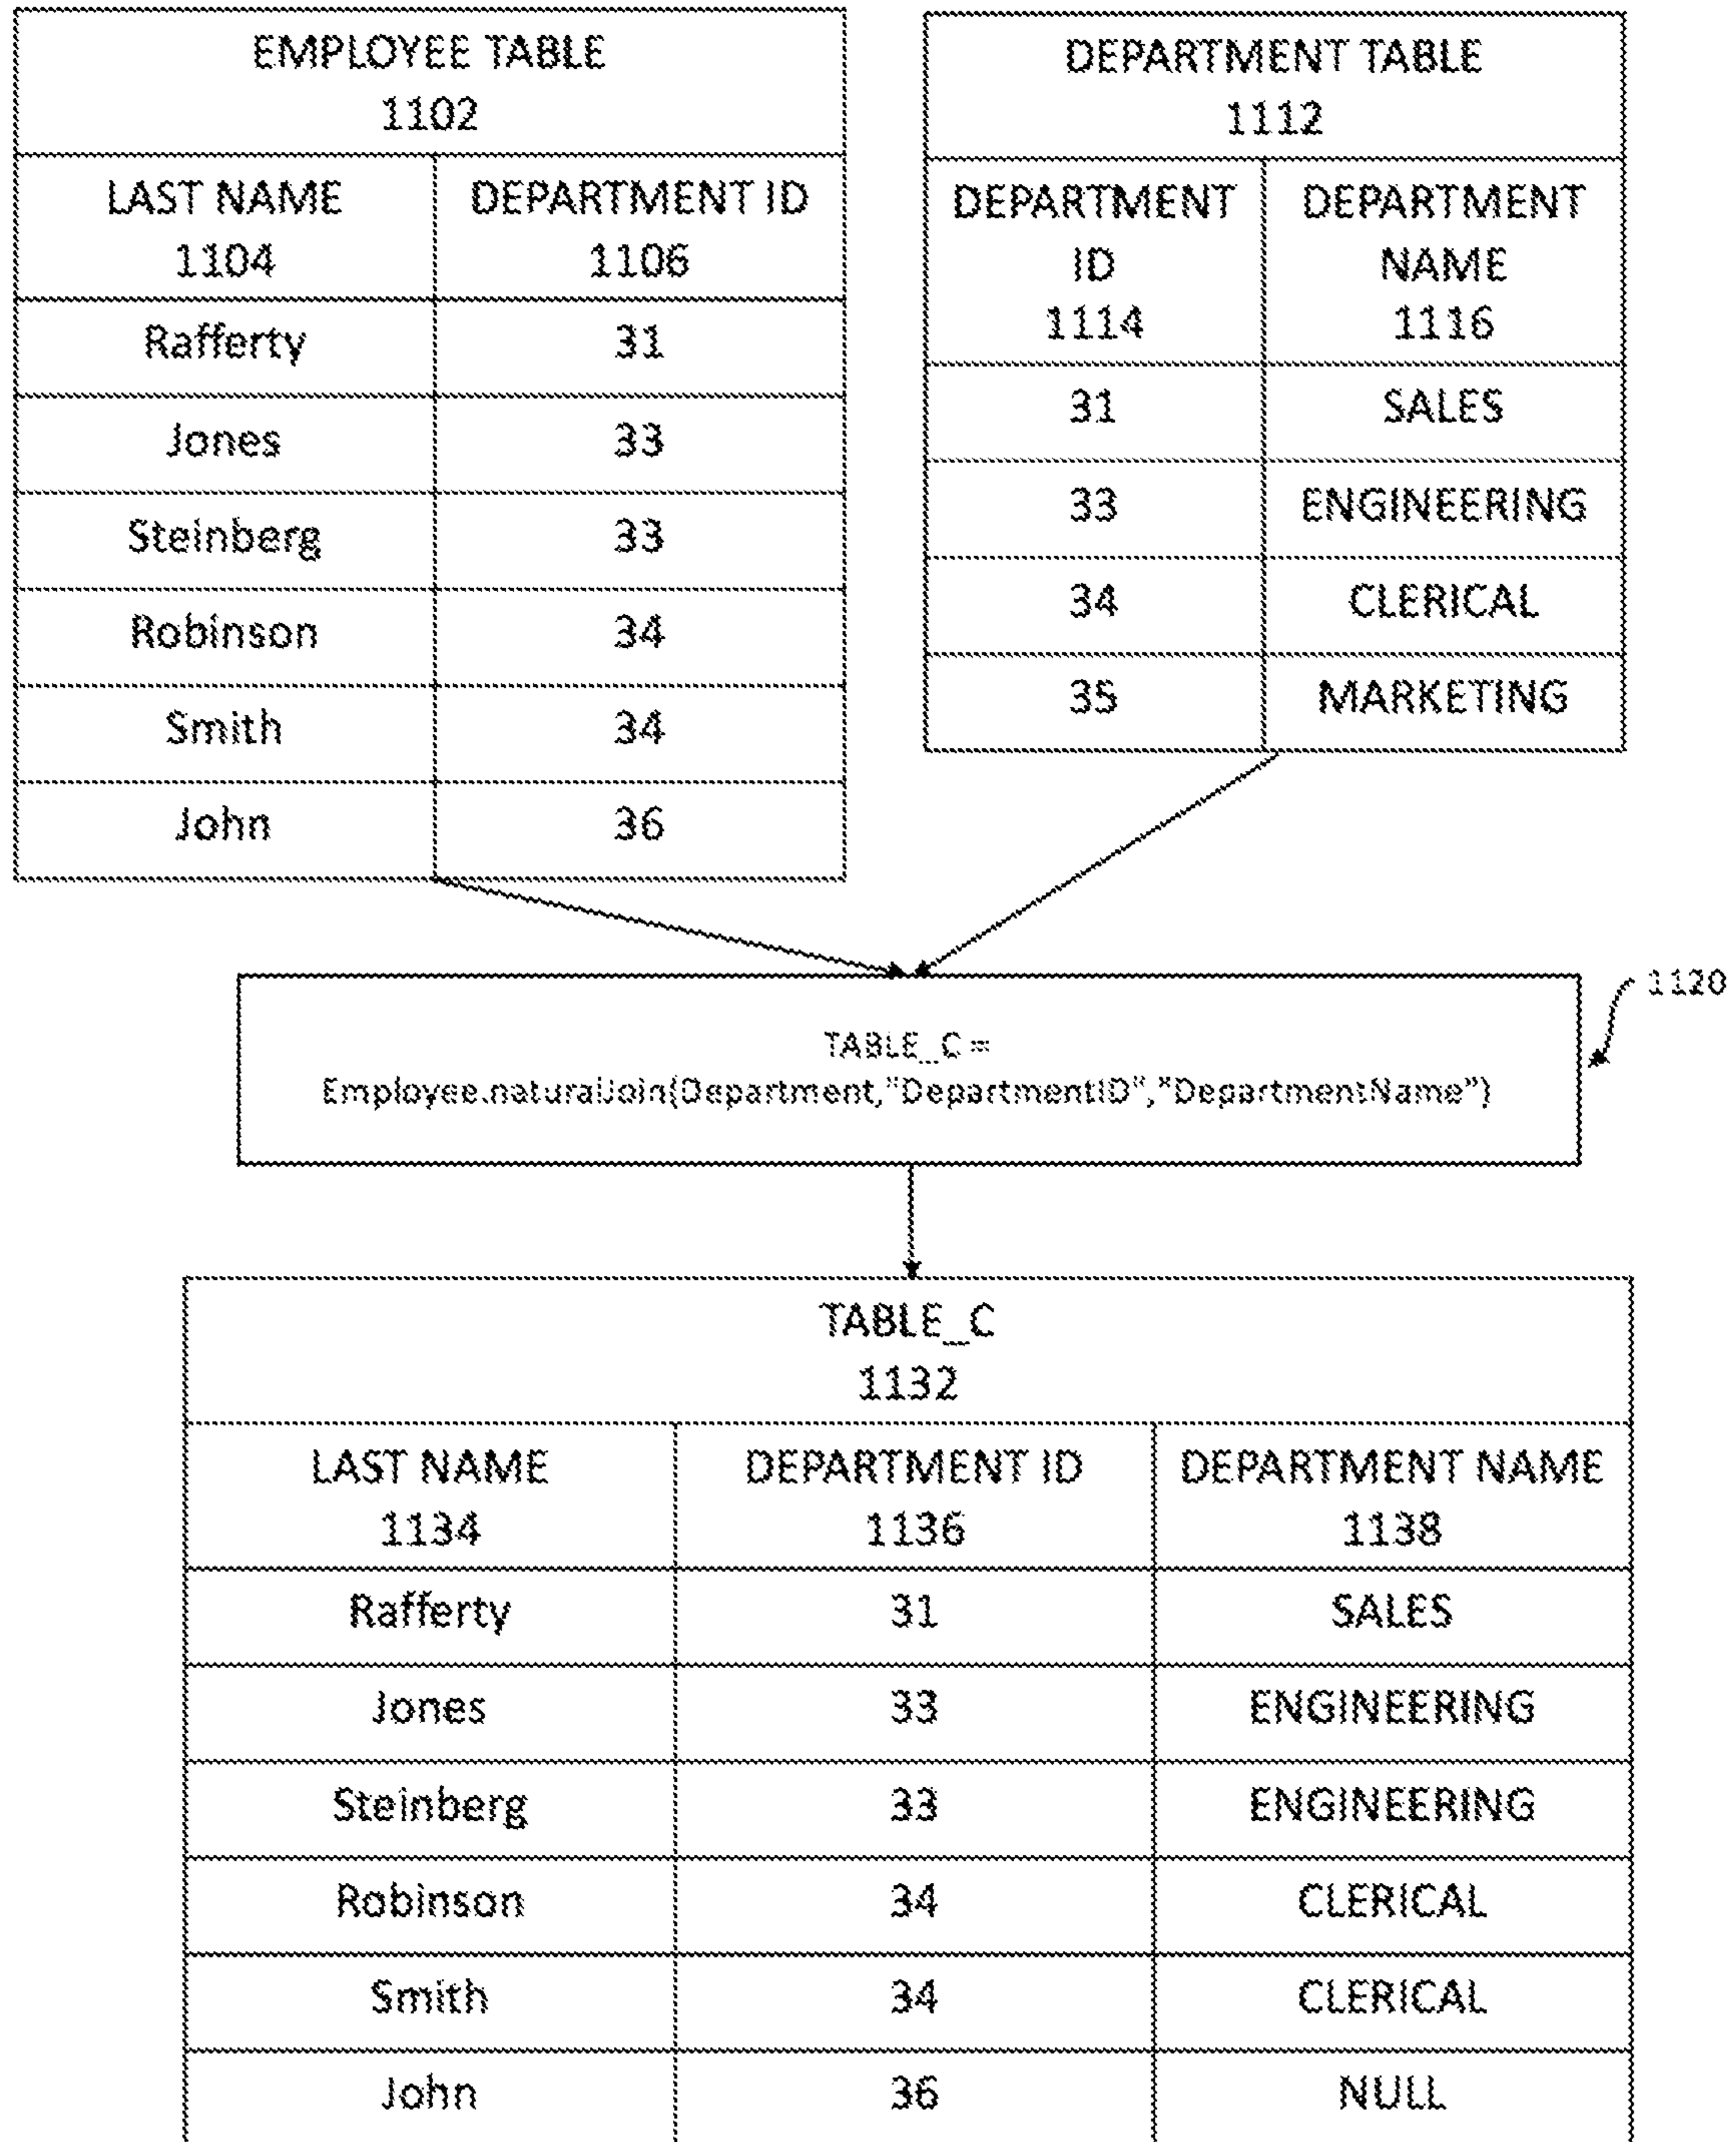 EMPLOYEE TABLE
1102
LAST NAME
1104
DEPARTMENT ID
1106
Rafferty 31
Jones 33
Steinberg 33
Robinson 34
Smith 34
John 36
DEPARTMENT TABLE
1112
DEPARTMENT
ID
1114
DEPARTMENT
NAME
1116
31 SALES
33 ENGINEERING
34 CLERICAL
35 MARKETING
1120
TABLE_C =
Employee.naturalJoin(Department,"DepartmentID","DepartmentName")
TABLE_C
1132
LAST NAME
1134
DEPARTMENT ID
1136
DEPARTMENT NAME
1138
Rafferty 31 SALES
Jones 33 ENGINEERING
Steinberg 33 ENGINEERING
Robinson 34 CLERICAL
Smith 34 CLERICAL
John 36 NULL